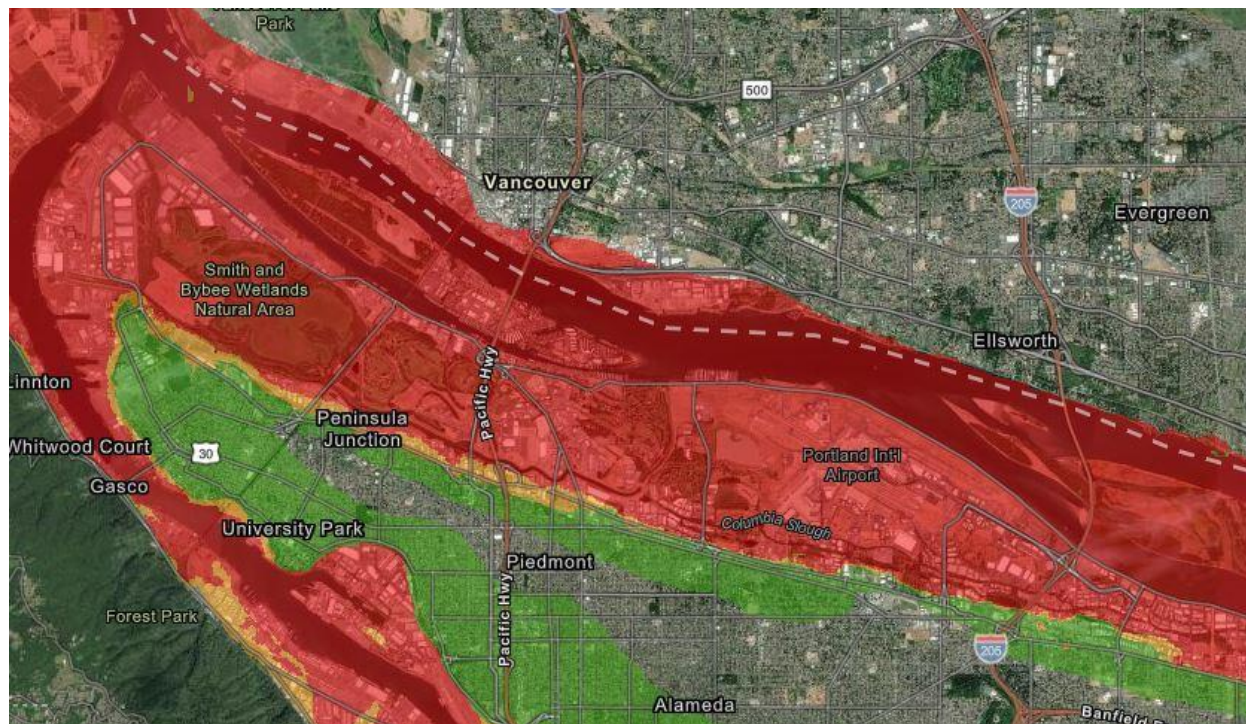 Park
500
Vancouver
205
Evergreen
Smith and
Bybee Wetlands
Natural Area
Ellsworth
Linnton
Pacific Hwy
Peninsula
Junction
Whitwood Court
30
Portland Int'l
Airport
Gasco
Columbia Slough
University Park
Piedmont
Pacific Hwy
Forest Park
205
Alameda
Banfield